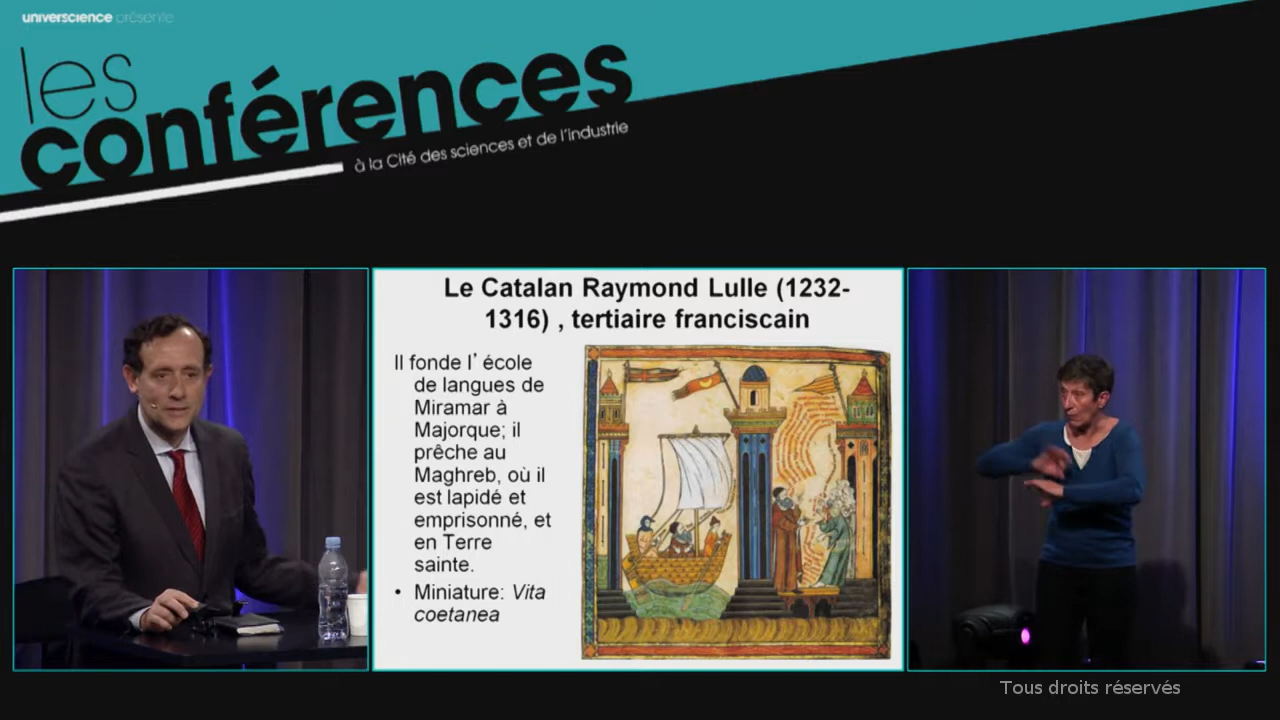 universcience présente
les
conférences
à la Cité des sciences et de l'industrie
Le Catalan Raymond Lulle (1232-
1316) , tertiaire franciscain
Il fonde l'école
de langues de
Miramar à
Majorque; il
prêche au
Maghreb, où il
est lapidé et
emprisonné, et
en Terre
sainte.
• Miniature: Vita
coetanea
Tous droits réservés